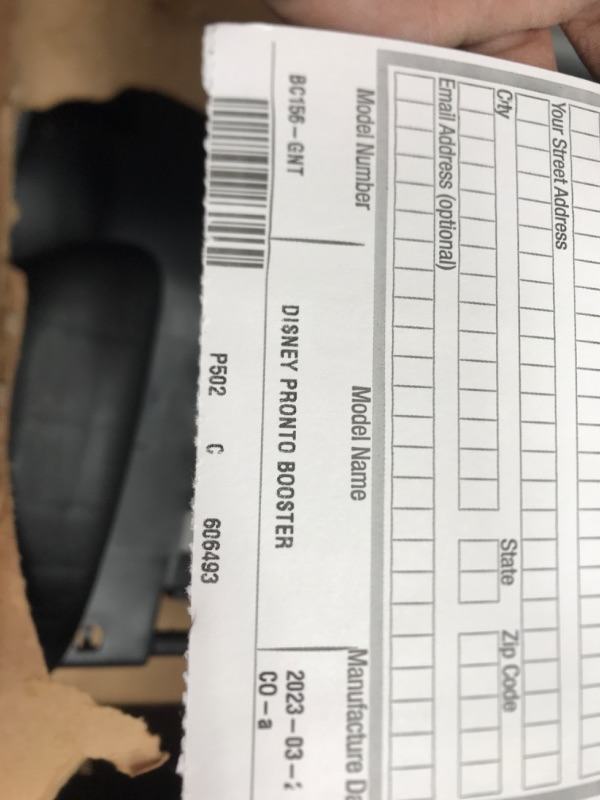 Your Street Address
City State Zip Code
Email Address (optional)
Model Number Model Name Manufacture
BC156-GNT DISNEY PRONTO BOOSTER 2023-03-
CO-a
P502 C 606493